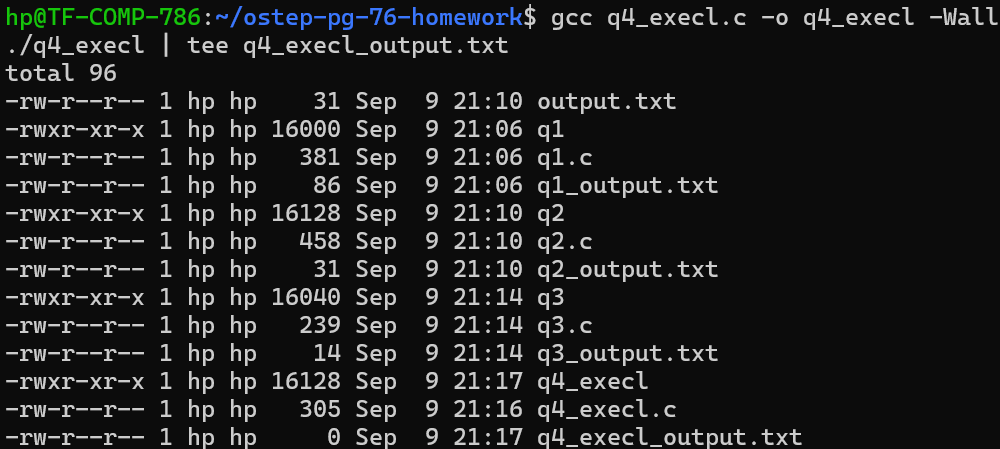 hp@TF-COMP-786:~/ostep-pg-76-homework$ gcc q4_execl.c -o q4_execl -Wall
./q4_execl | tee q4_execl_output.txt
total 96
-rw-r--r-- 1 hp hp    31 Sep  9 21:10 output.txt
-rwxr-xr-x 1 hp hp 16000 Sep  9 21:06 q1
-rw-r--r-- 1 hp hp   381 Sep  9 21:06 q1.c
-rw-r--r-- 1 hp hp    86 Sep  9 21:06 q1_output.txt
-rwxr-xr-x 1 hp hp 16128 Sep  9 21:10 q2
-rw-r--r-- 1 hp hp   458 Sep  9 21:10 q2.c
-rw-r--r-- 1 hp hp    31 Sep  9 21:10 q2_output.txt
-rwxr-xr-x 1 hp hp 16040 Sep  9 21:14 q3
-rw-r--r-- 1 hp hp   239 Sep  9 21:14 q3.c
-rw-r--r-- 1 hp hp    14 Sep  9 21:14 q3_output.txt
-rwxr-xr-x 1 hp hp 16128 Sep  9 21:17 q4_execl
-rw-r--r-- 1 hp hp   305 Sep  9 21:16 q4_execl.c
-rw-r--r-- 1 hp hp     0 Sep  9 21:17 q4_execl_output.txt